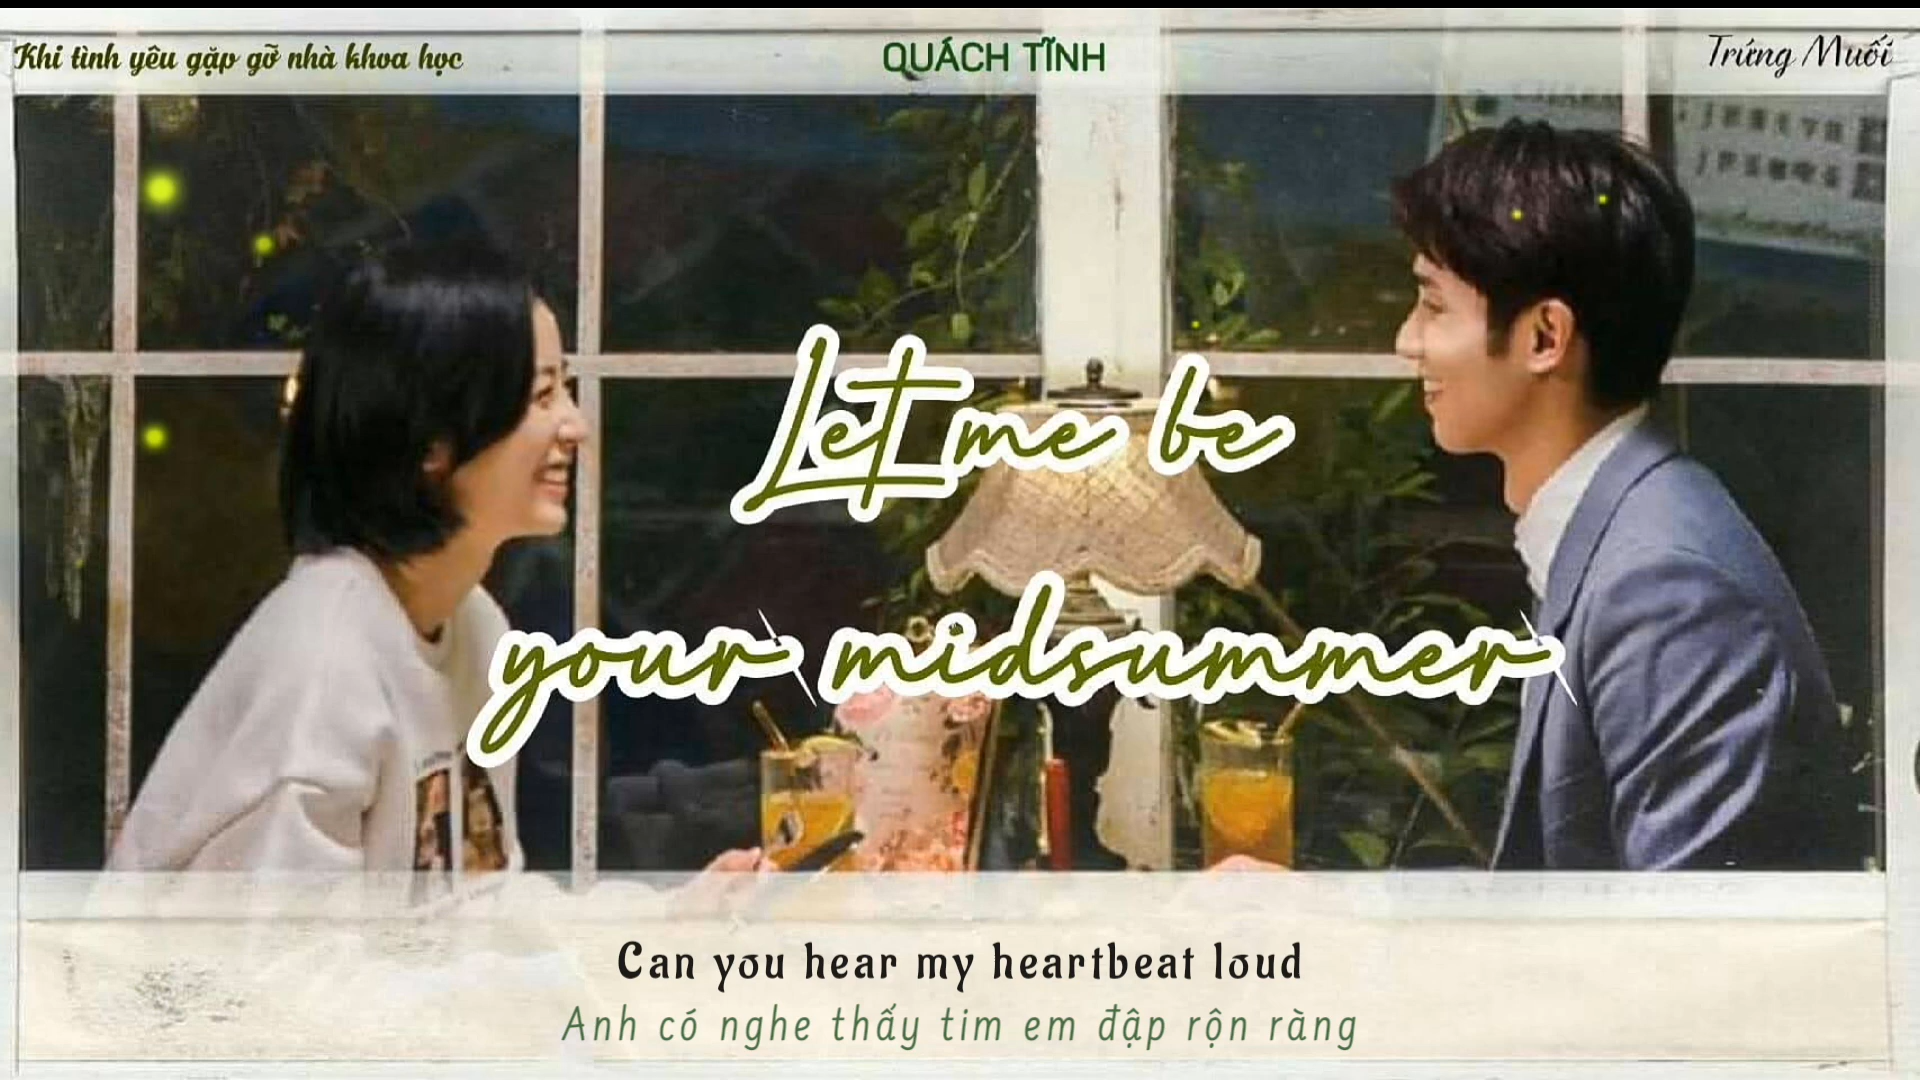 Khi tình yêu gặp gỡ nhà khoa học
QUÁCH TĨNH
Trứng Muối
Let me be
your midsummer
Can you hear my heartbeat loud
Anh có nghe thấy tim em đập rộn ràng